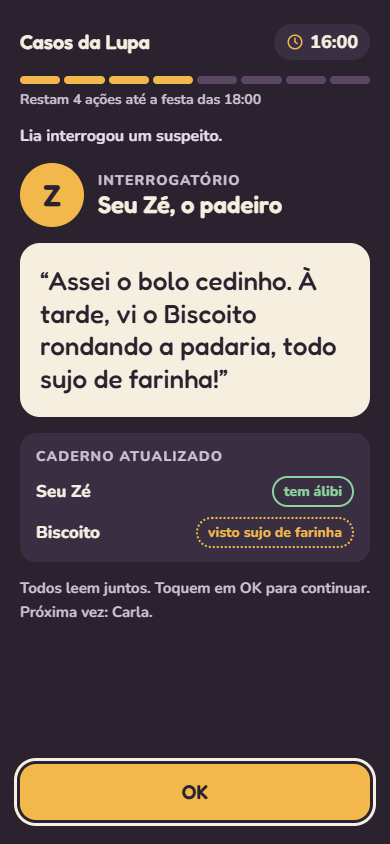 Casos da Lupa
16:00
Restam 4 ações até a festa das 18:00
Lia interrogou um suspeito.
Z
INTERROGATÓRIO
Seu Zé, o padeiro
“Assei o bolo cedinho. À
tarde, vi o Biscoito
rondando a padaria, todo
sujo de farinha!”
CADERNO ATUALIZADO
Seu Zé
tem álibi
Biscoito
visto sujo de farinha
Todos leem juntos. Toquem em OK para continuar.
Próxima vez: Carla.
OK